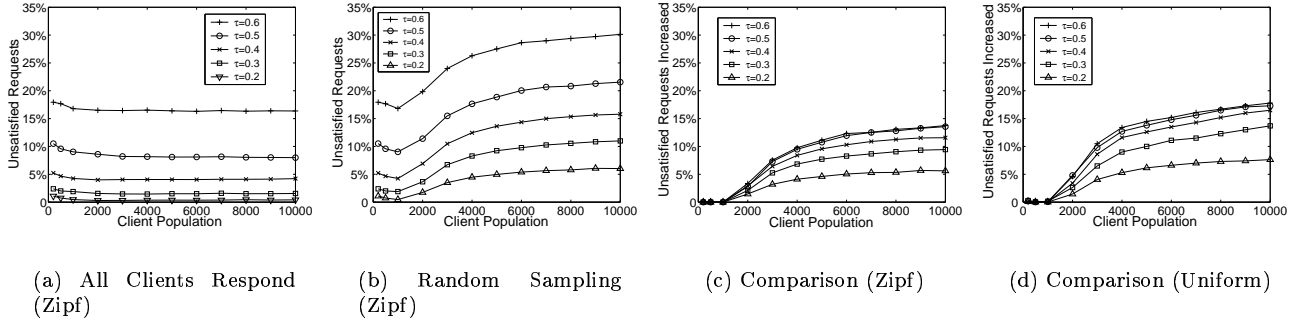 35%
30%
25%
20%
15%
10%
5%
0
Unsatisfied Requests
τ=0.6
τ=0.5
τ=0.4
τ=0.3
τ=0.2
0 2000 4000 6000 8000 10000
Client Population
(a) All Clients Respond
(Zipf)
35%
30%
25%
20%
15%
10%
5%
0
Unsatisfied Requests
τ=0.6
τ=0.5
τ=0.4
τ=0.3
τ=0.2
0 2000 4000 6000 8000 10000
Client Population
(b) Random Sampling
(Zipf)
35%
30%
25%
20%
15%
10%
5%
0
Unsatisfied Requests Increased
τ=0.6
τ=0.5
τ=0.4
τ=0.3
τ=0.2
0 2000 4000 6000 8000 10000
Client Population
(c) Comparison (Zipf)
35%
30%
25%
20%
15%
10%
5%
0
Unsatisfied Requests Increased
τ=0.6
τ=0.5
τ=0.4
τ=0.3
τ=0.2
0 2000 4000 6000 8000 10000
Client Population
(d) Comparison (Uniform)